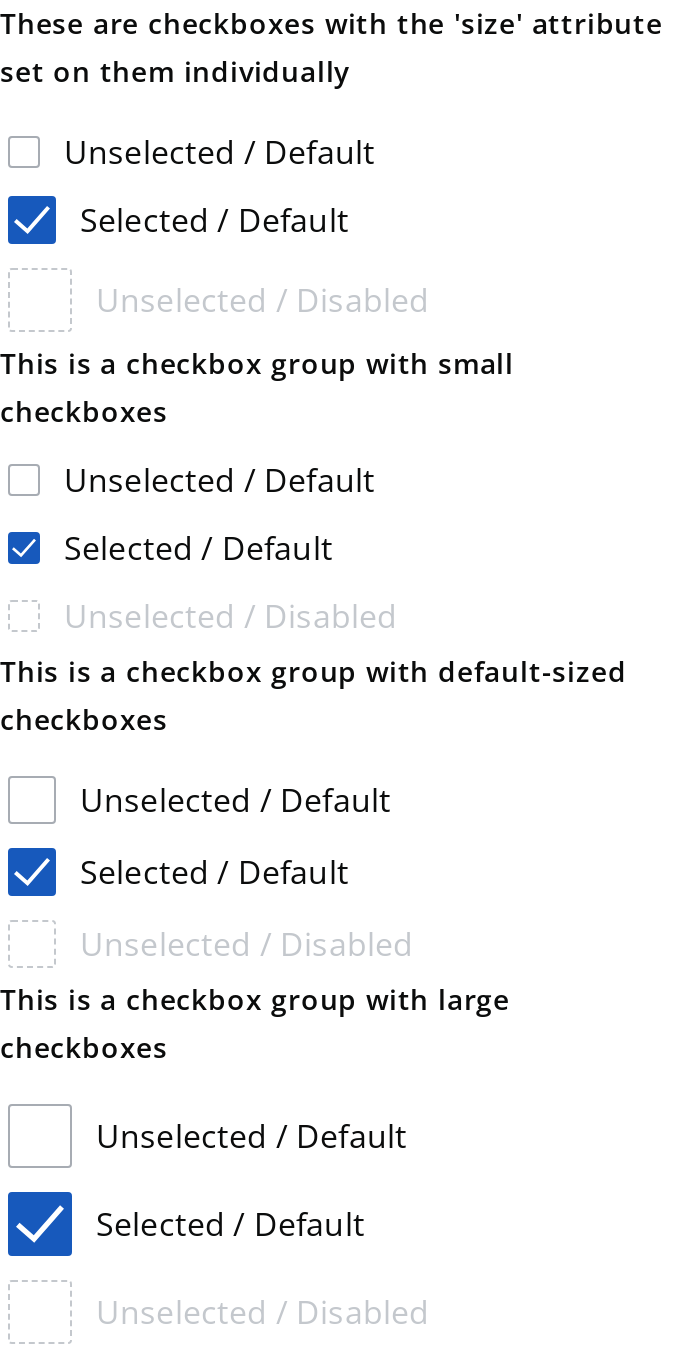 These are checkboxes with the 'size' attribute
set on them individually
Unselected / Default
Selected / Default
Unselected / Disabled
This is a checkbox group with small
checkboxes
Unselected / Default
Selected / Default
Unselected / Disabled
This is a checkbox group with default-sized
checkboxes
Unselected / Default
Selected / Default
Unselected / Disabled
This is a checkbox group with large
checkboxes
Unselected / Default
Selected / Default
Unselected / Disabled